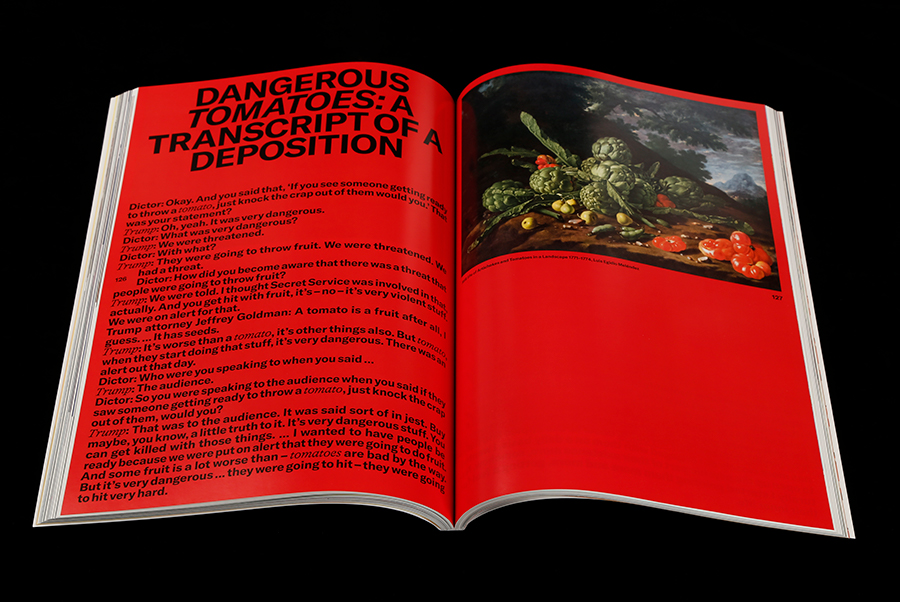 DANGEROUS
TOMATOES: A
TRANSCRIPT OF A
DEPOSITION
Dictor: Okay. And you said that, ‘If you see someone getting ready
to throw a tomato, just knock the crap out of them would you.’ That
was your statement?
Trump: Oh, yeah. It was very dangerous.
Dictor: What was very dangerous?
Trump: We were threatened.
Dictor: With what?
Trump: They were going to throw fruit. We were threatened. We
had a threat.
Dictor: How did you become aware that there was a threat that
people were going to throw fruit?
Trump: We were told. I thought Secret Service was involved in that,
actually. And you get hit with fruit, it’s – no – it’s very violent stuff.
We were on alert for that.
Trump attorney Jeffrey Goldman: A tomato is a fruit after all, I
guess. ... It has seeds.
Trump: It’s worse than a tomato, it’s other things also. But tomato,
when they start doing that stuff, it’s very dangerous. There was an
alert out that day.
Dictor: Who were you speaking to when you said ...
Trump: The audience.
Dictor: So you were speaking to the audience when you said if they
saw someone getting ready to throw a tomato, just knock the crap
out of them, would you?
Trump: That was to the audience. It was said sort of in jest. But
maybe, you know, a little truth to it. It’s very dangerous stuff. You
can get killed with those things. ... I wanted to have people be
ready because we were put on alert that they were going to do fruit.
And some fruit is a lot worse than – tomatoes are bad by the way.
But it’s very dangerous ... they were going to hit – they were going
to hit very hard.
126
and Tomatoes in a Landscape 1771–1774, Luis Egidio Meléndez
127